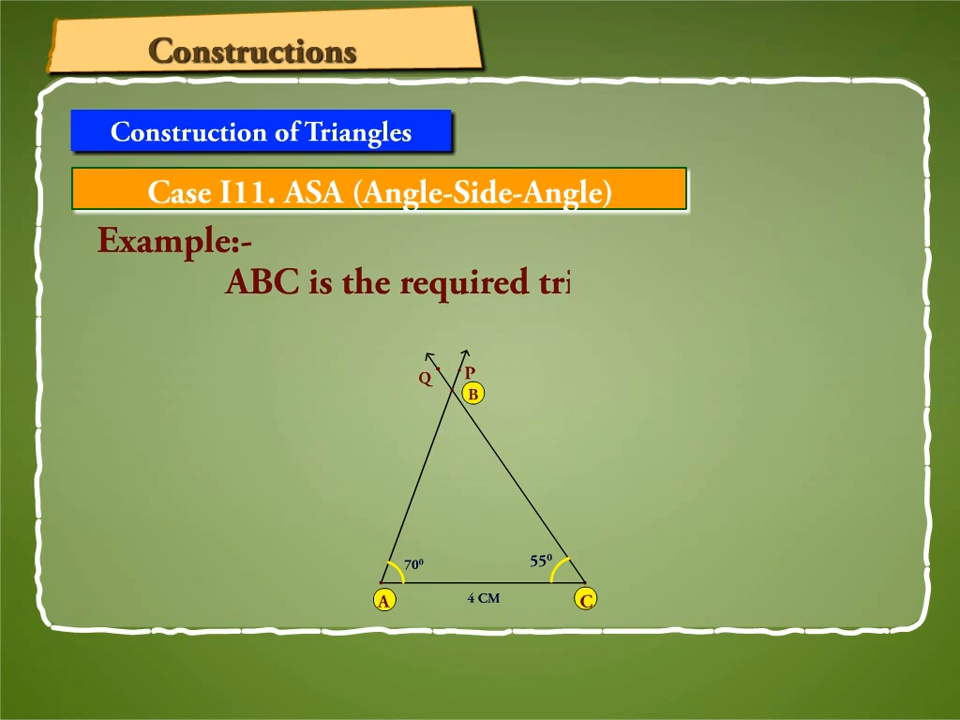 Constructions
Construction of Triangles
Case I11. ASA (Angle-Side-Angle)
Example:-
ABC is the required tri
Q P
B
70⁰ 55⁰
A 4 CM C